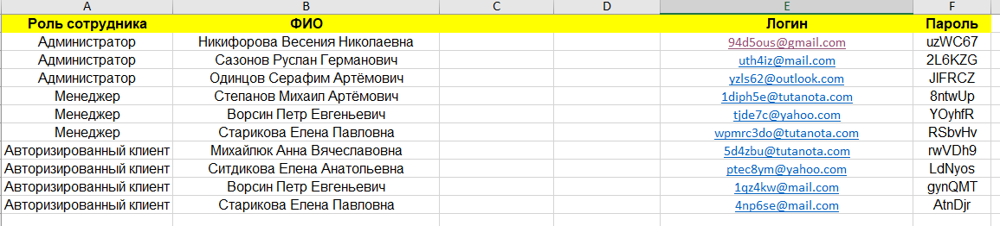 A B C D E F
Роль сотрудника ФИО Логин Пароль
Администратор Никифорова Весения Николаевна 94d5ous@gmail.com uzWC67
Администратор Сазонов Руслан Германович uth4iz@mail.com 2L6KZG
Администратор Одинцов Серафим Артёмович yzls62@outlook.com JlFRCZ
Менеджер Степанов Михаил Артёмович 1diph5e@tutanota.com 8ntwUp
Менеджер Ворсин Петр Евгеньевич tjde7c@yahoo.com YOyhfR
Менеджер Старикова Елена Павловна wpmrc3do@tutanota.com RSbvHv
Авторизированный клиент Михайлюк Анна Вячеславовна 5d4zbu@tutanota.com rwVDh9
Авторизированный клиент Ситдикова Елена Анатольевна ptec8ym@yahoo.com LdNyos
Авторизированный клиент Ворсин Петр Евгеньевич 1qz4kw@mail.com gynQMT
Авторизированный клиент Старикова Елена Павловна 4np6se@mail.com AtnDjr